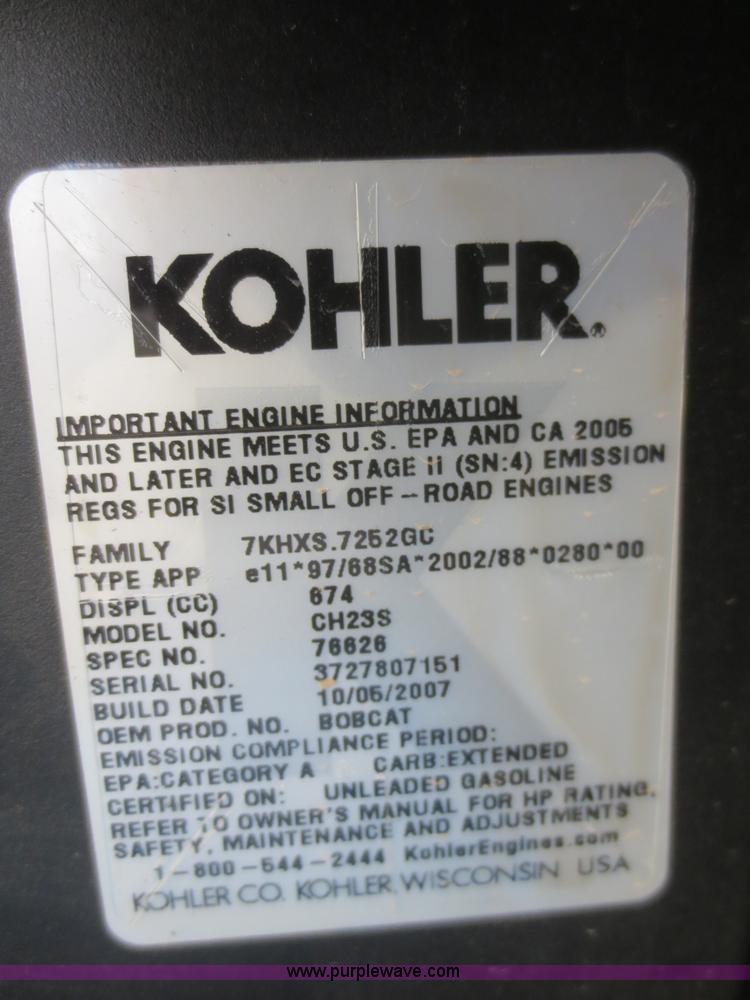 KOHLER®
IMPORTANT ENGINE INFORMATION
THIS ENGINE MEETS U.S. EPA AND CA 2005
AND LATER AND EC STAGE II (SN:4) EMISSION
REGS FOR SI SMALL OFF-ROAD ENGINES
FAMILY 7KHXS.7252GC
TYPE APP e11*97/68SA*2002/88*0280*00
DISPL (CC) 674
MODEL NO. CH23S
SPEC NO. 76626
SERIAL NO. 3727807151
BUILD DATE 10/05/2007
OEM PROD. NO. BOBCAT
EMISSION COMPLIANCE PERIOD:
EPA:CATEGORY A CARB:EXTENDED
CERTIFIED ON: UNLEADED GASOLINE
REFER TO OWNER'S MANUAL FOR HP RATING,
SAFETY, MAINTENANCE AND ADJUSTMENTS
1-800-544-2444 KohlerEngines.com
KOHLER CO. KOHLER, WISCONSIN USA
www.purplewave.com